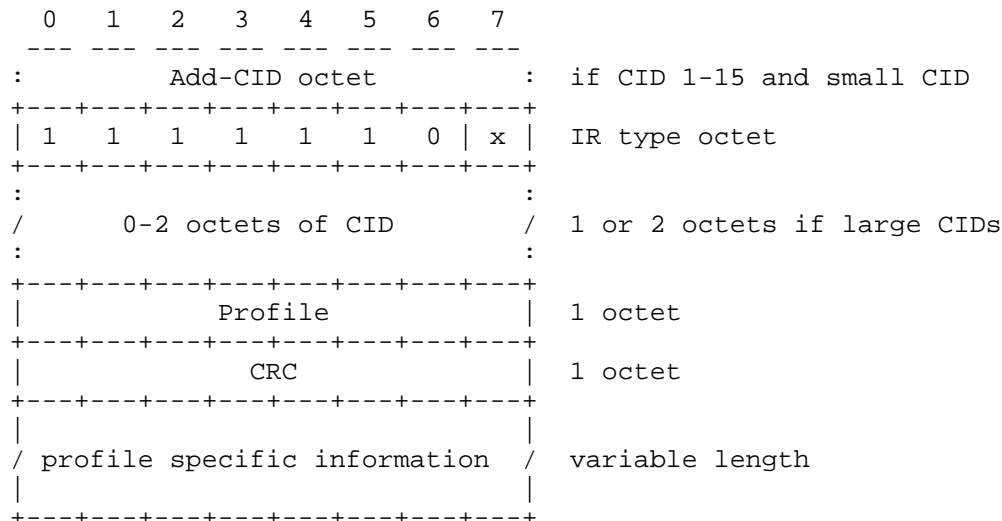 0   1   2   3   4   5   6   7
 --- --- --- --- --- --- --- ---
:         Add-CID octet         :  if CID 1-15 and small CID
+---+---+---+---+---+---+---+---+
| 1   1   1   1   1   1   0 | x |  IR type octet
+---+---+---+---+---+---+---+---+
:                               :
/      0-2 octets of CID        /  1 or 2 octets if large CIDs
:                               :
+---+---+---+---+---+---+---+---+
|            Profile            |  1 octet
+---+---+---+---+---+---+---+---+
|              CRC              |  1 octet
+---+---+---+---+---+---+---+---+
|                               |
/ profile specific information  /  variable length
|                               |
+---+---+---+---+---+---+---+---+